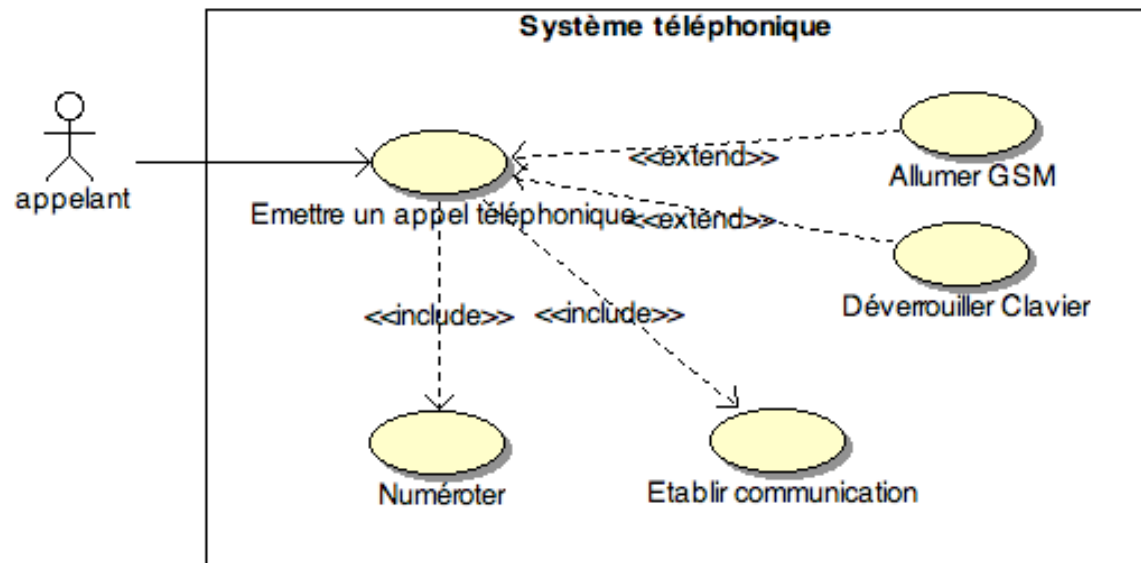 Système téléphonique
appelant
Emettre un appel téléphonique
<<extend>>
Allumer GSM
<<extend>>
Déverrouiller Clavier
<<include>>
<<include>>
Numéroter
Etablir communication